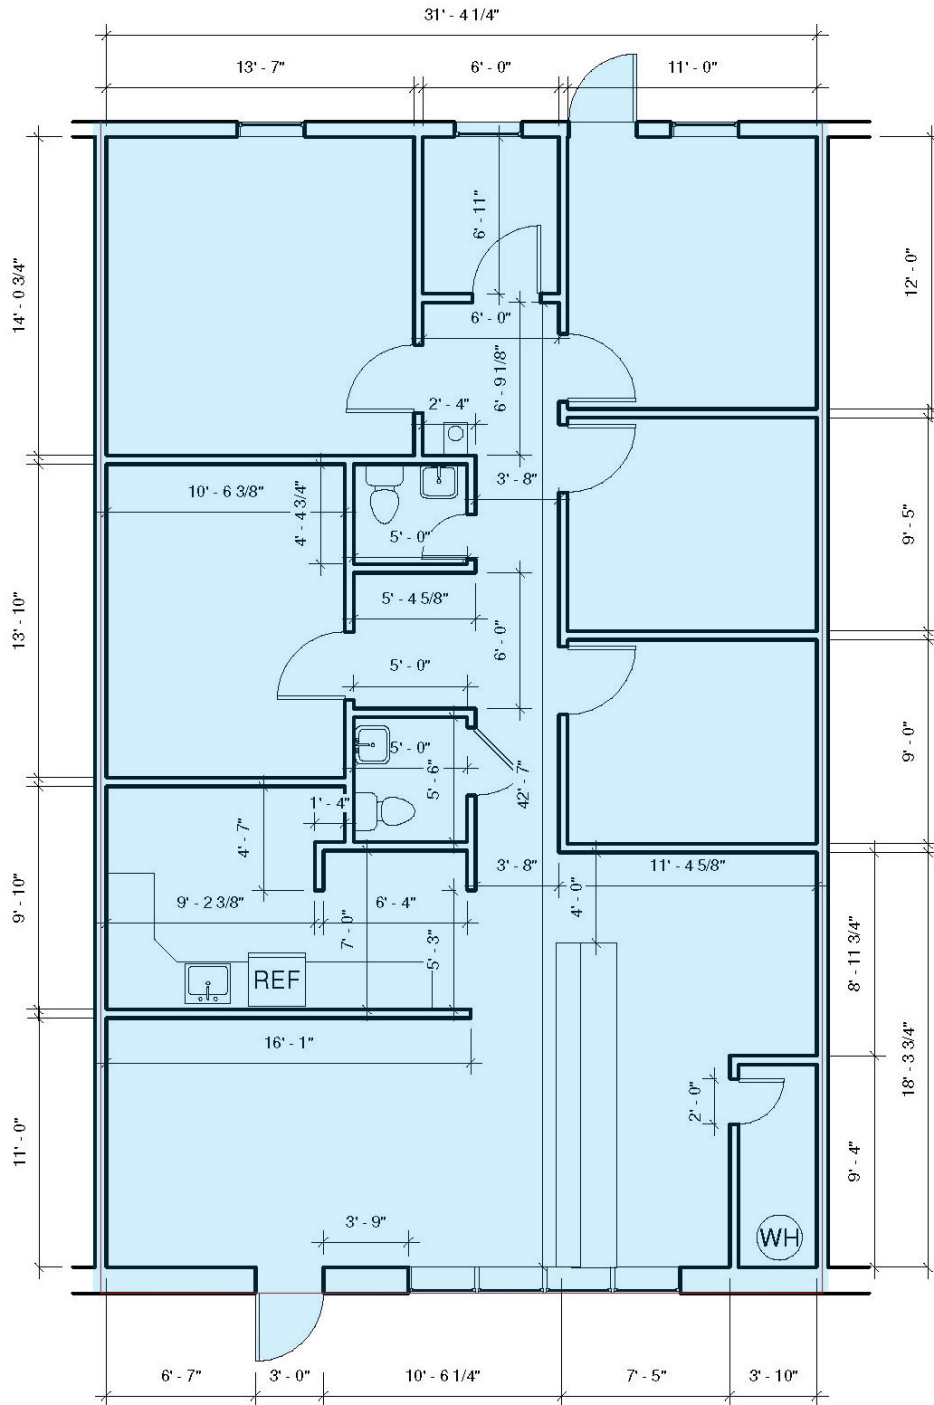 31' - 4 1/4"
13' - 7"
6' - 0"
11' - 0"
6' - 11"
14' - 0 3/4"
12' - 0"
6' - 0"
6' - 9 1/8"
2' - 4"
3' - 8"
10' - 6 3/8"
4' - 4 3/4"
5' - 0"
9' - 5"
5' - 4 5/8"
13' - 10"
6' - 0"
5' - 0"
5' - 0"
5' - 6"
42' - 7"
9' - 0"
1' - 4"
4' - 7"
3' - 8"
11' - 4 5/8"
9' - 10"
9' - 2 3/8"
6' - 4"
4' - 0"
7' - 0"
5' - 3"
8' - 11 3/4"
REF
16' - 1"
18' - 3 3/4"
2' - 0"
11' - 0"
9' - 4"
3' - 9"
WH
6' - 7"
3' - 0"
10' - 6 1/4"
7' - 5"
3' - 10"